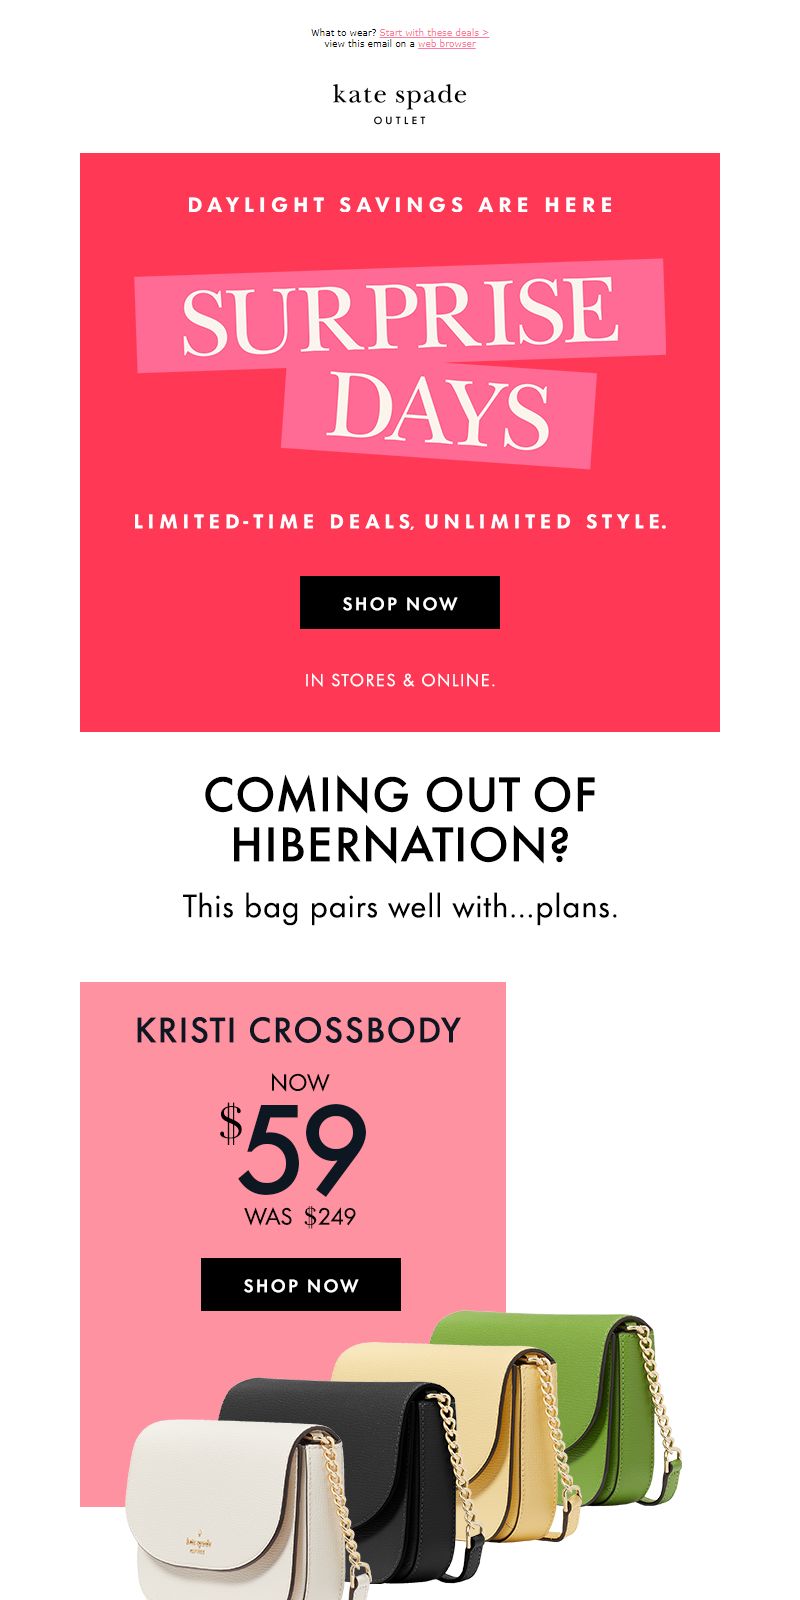 What to wear? Start with these deals >
view this email on a web browser
kate spade
OUTLET
DAYLIGHT SAVINGS ARE HERE
SURPRISE
DAYS
LIMITED-TIME DEALS, UNLIMITED STYLE.
SHOP NOW
IN STORES & ONLINE.
COMING OUT OF
HIBERNATION?
This bag pairs well with...plans.
KRISTI CROSSBODY
NOW
$59
WAS $249
SHOP NOW
kate spade
OUTLET